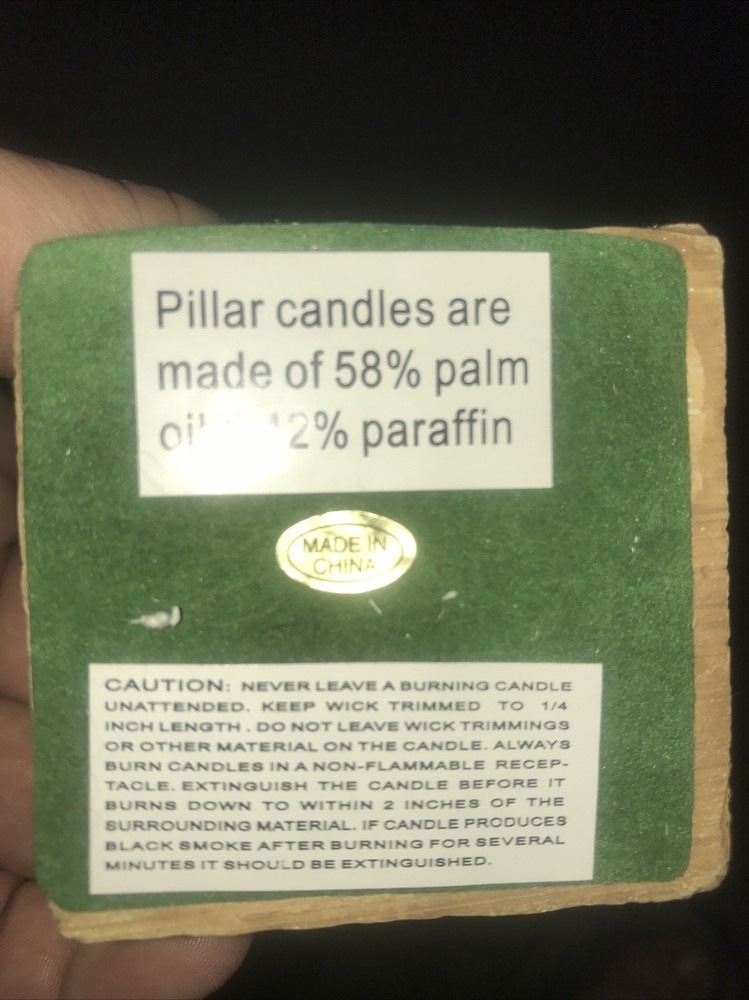 Pillar candles are
made of 58% palm
paraffin
MADE IN
CHINA
CAUTION: NEVER LEAVE A BURNING CANDLE
UNATTENDED. KEEP WICK TRIMMED TO 1/4
INCH LENGTH . DO NOT LEAVE WICK TRIMMINGS
OR OTHER MATERIAL ON THE CANDLE. ALWAYS
BURN CANDLES IN A NON-FLAMMABLE RECEP-
TACLE. EXTINGUISH THE CANDLE BEFORE IT
BURNS DOWN TO WITHIN 2 INCHES OF THE
SURROUNDING MATERIAL. IF CANDLE PRODUCES
BLACK SMOKE AFTER BURNING FOR SEVERAL
MINUTES IT SHOULD BE EXTINGUISHED.